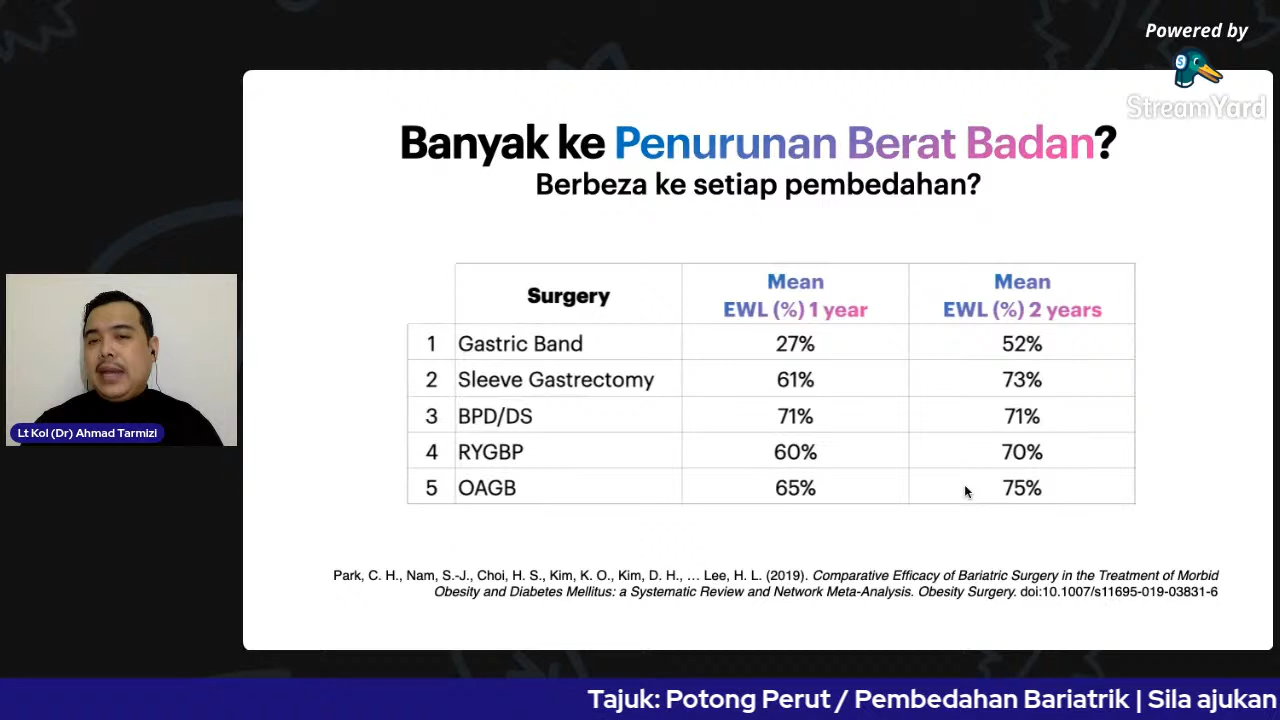 Powered by
StreamYard
Banyak ke Penurunan Berat Badan?
Berbeza ke setiap pembedahan?
Surgery Mean EWL (%) 1 year Mean EWL (%) 2 years
1 Gastric Band 27% 52%
2 Sleeve Gastrectomy 61% 73%
3 BPD/DS 71% 71%
4 RYGBP 60% 70%
5 OAGB 65% 75%
Park, C. H., Nam, S.-J., Choi, H. S., Kim, K. O., Kim, D. H., … Lee, H. L. (2019). Comparative Efficacy of Bariatric Surgery in the Treatment of Morbid
Obesity and Diabetes Mellitus: a Systematic Review and Network Meta-Analysis. Obesity Surgery. doi:10.1007/s11695-019-03831-6
Lt Kol (Dr) Ahmad Tarmizi
Tajuk: Potong Perut / Pembedahan Bariatrik | Sila ajukan